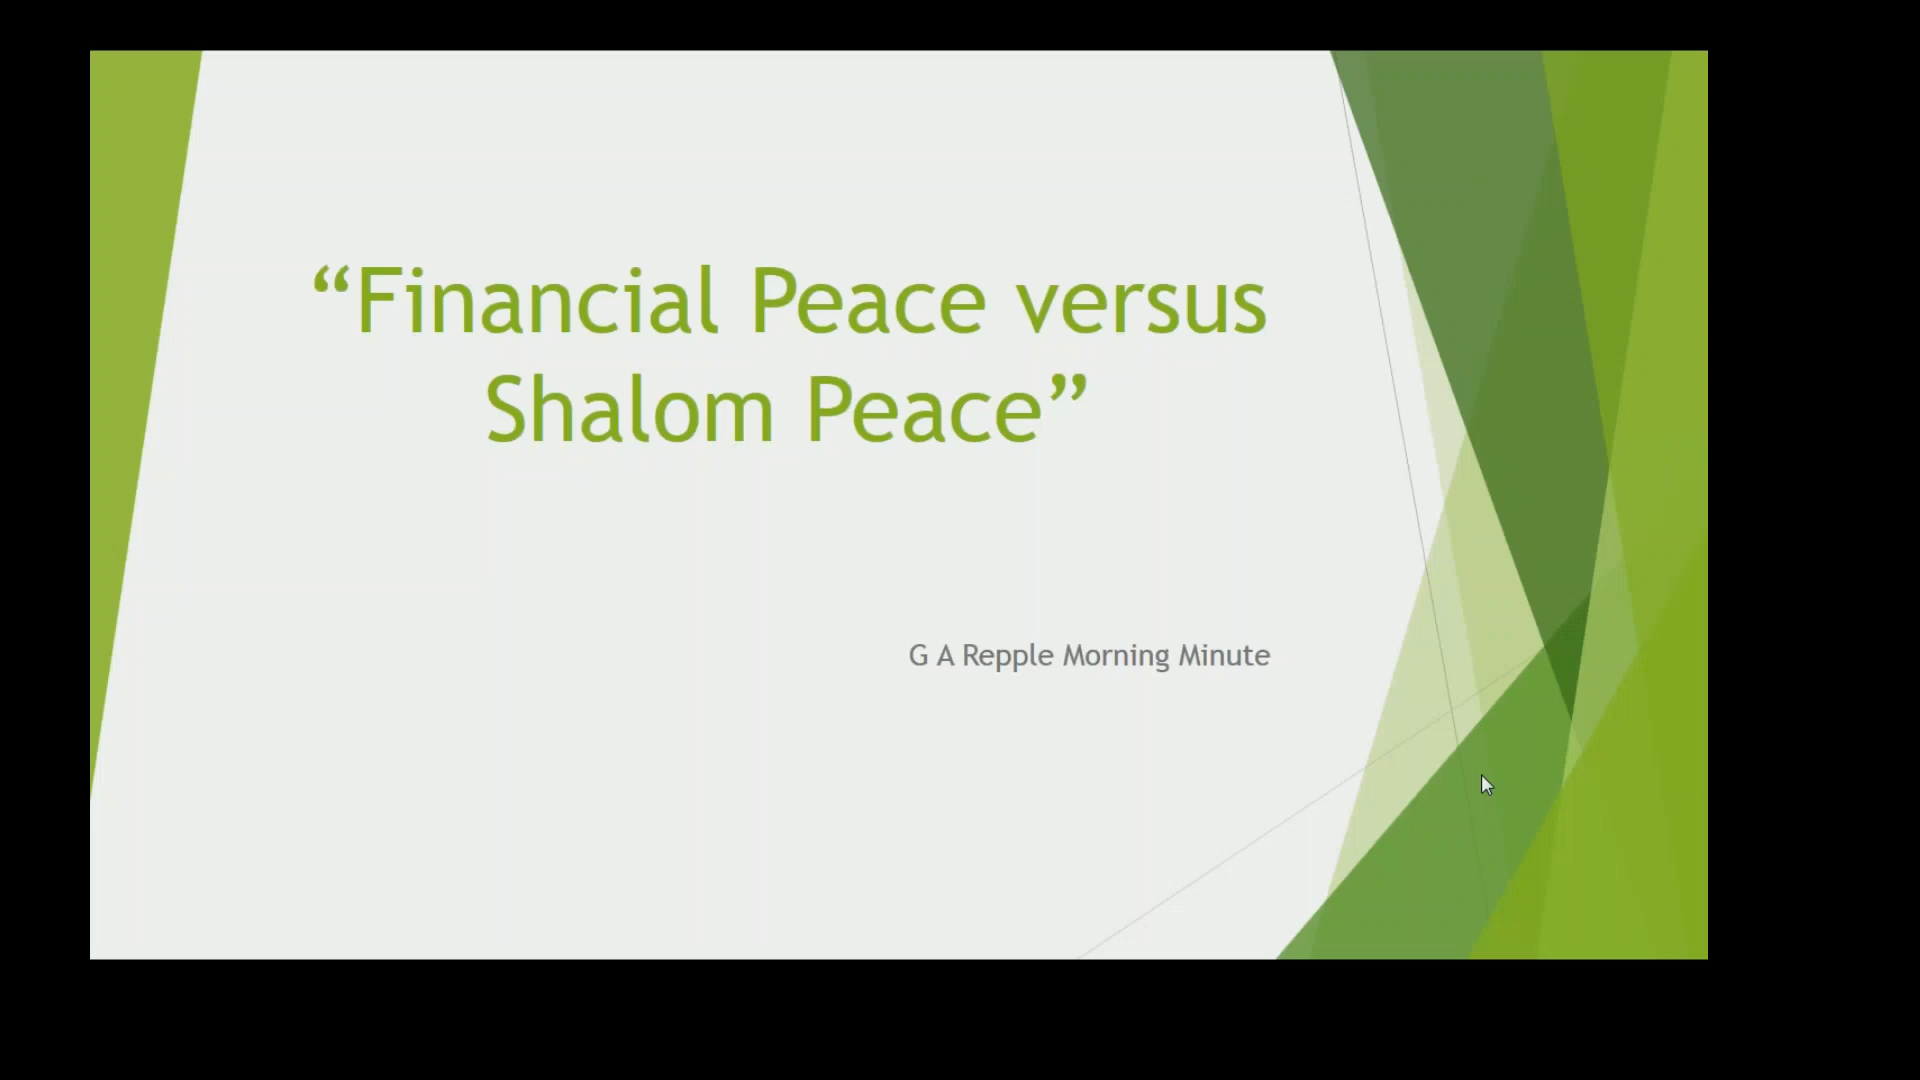 “Financial Peace versus
Shalom Peace”
G A Repple Morning Minute